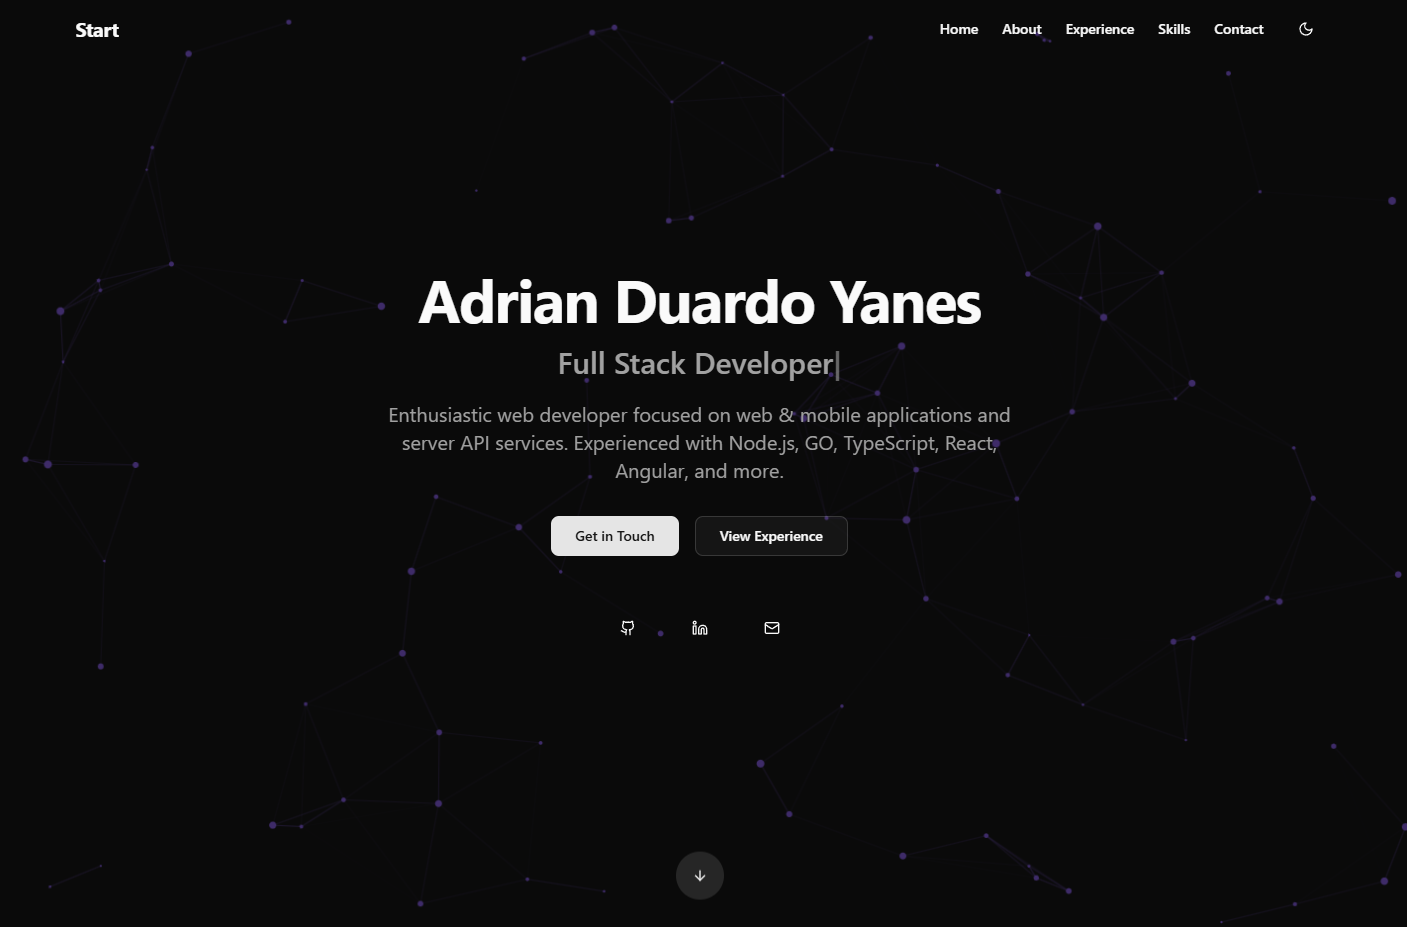 Start
Home
About
Experience
Skills
Contact
Adrian Duardo Yanes
Full Stack Developer|
Enthusiastic web developer focused on web & mobile applications and
server API services. Experienced with Node.js, GO, TypeScript, React,
Angular, and more.
Get in Touch
View Experience